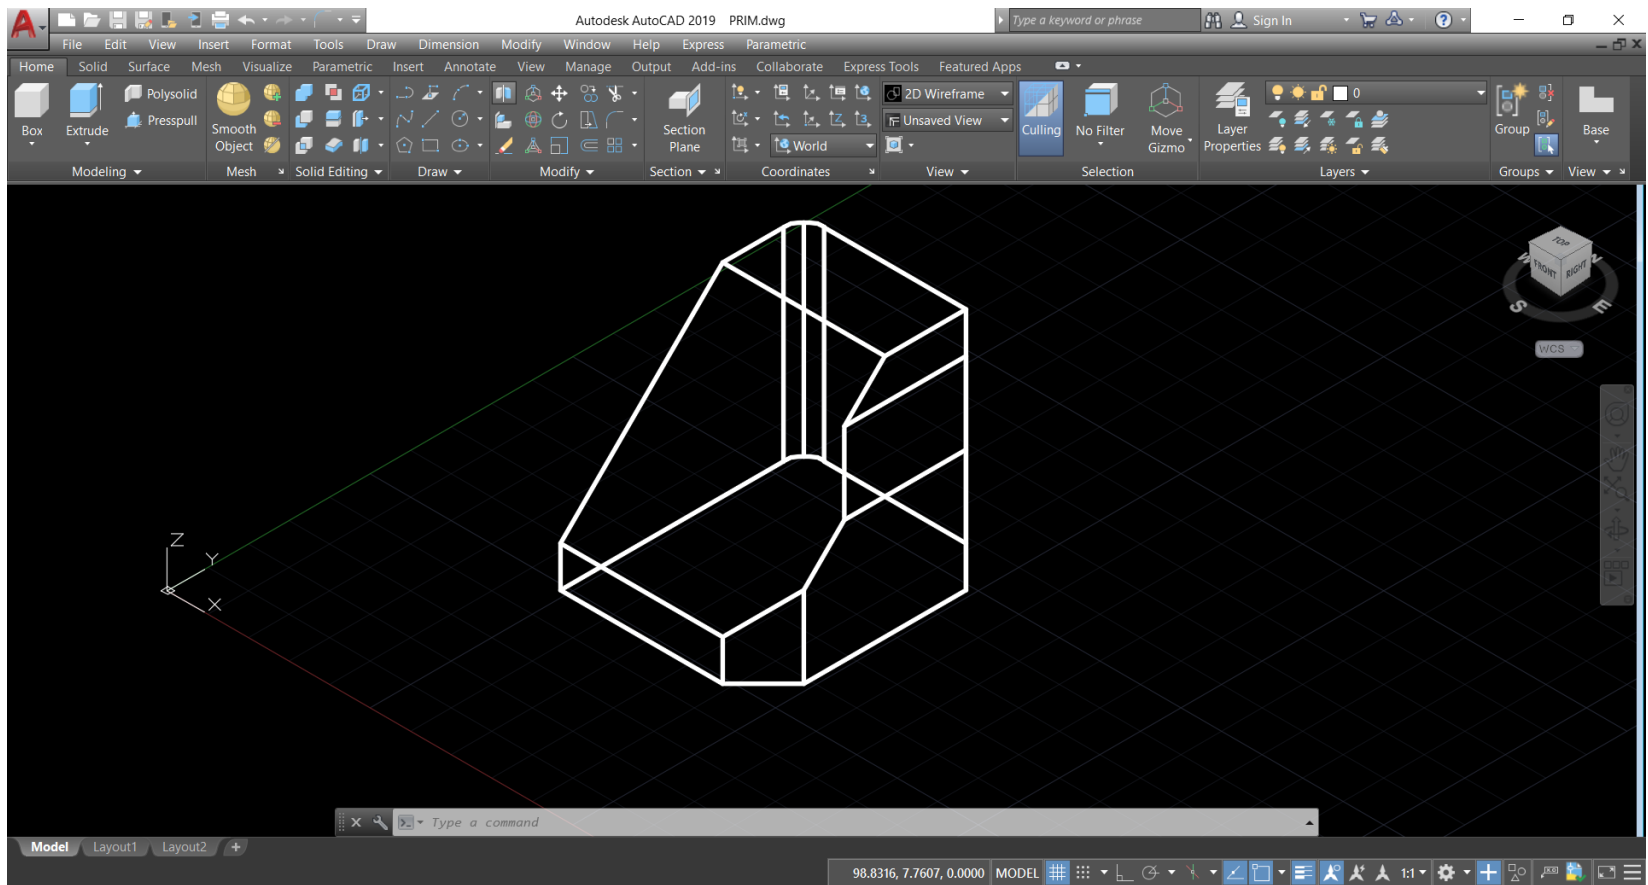 Autodesk AutoCAD 2019 PRIM.dwg
Type a keyword or phrase
Sign In
File Edit View Insert Format Tools Draw Dimension Modify Window Help Express Parametric
Home Solid Surface Mesh Visualize Parametric Insert Annotate View Manage Output Add-ins Collaborate Express Tools Featured Apps
Box
Extrude
Polysolid
Presspull
Smooth
Object
Section
Plane
World
2D Wireframe
Unsaved View
Culling
No Filter
Move
Gizmo
Layer
Properties
0
Group
Base
Modeling Mesh Solid Editing Draw Modify Section Coordinates View Selection Layers Groups View
TOP
FRONT
RIGHT
W
N
S
E
WCS
Z
Y
X
Type a command
Model Layout1 Layout2 +
98.8316, 7.7607, 0.0000 MODEL 1:1